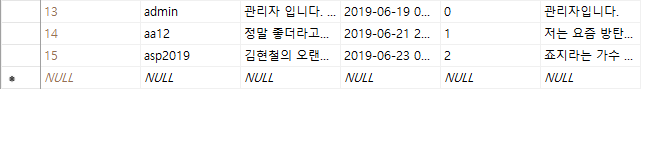 13 admin 관리자 입니다. ... 2019-06-19 0... 0 관리자입니다.
14 aa12 정말 좋더라고... 2019-06-21 2... 1 저는 요즘 방탄...
15 asp2019 김현철의 오랜... 2019-06-23 0... 2 죠지라는 가수 ...
NULL NULL NULL NULL NULL NULL